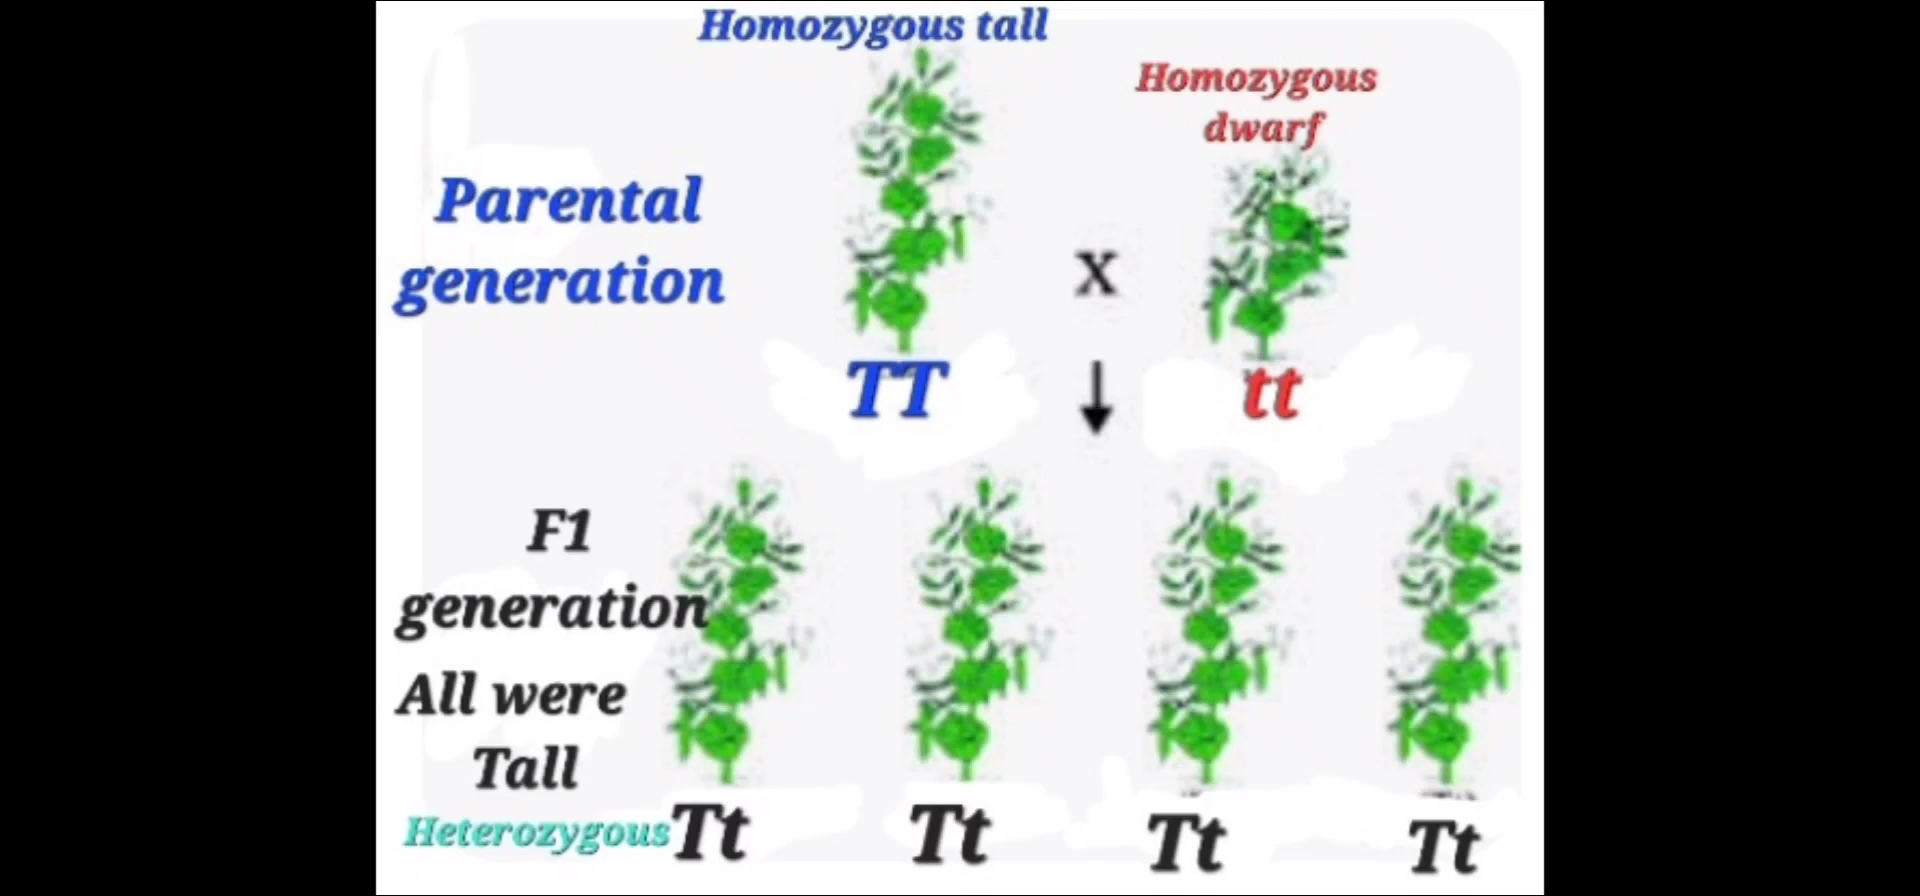 Homozygous tall
Homozygous
dwarf
Parental
generation
x
TT
tt
F1
generation
All were
Tall
Heterozygous
Tt
Tt
Tt
Tt